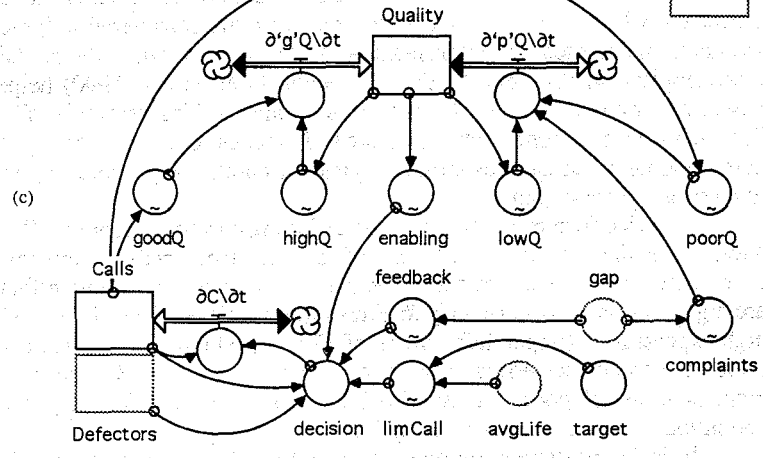 Quality
∂‘g’Q\∂t
∂‘p’Q\∂t
(c)
~ ~ ~ ~ ~
goodQ highQ enabling lowQ poorQ
Calls
feedback gap
∂C\∂t
~ ~
complaints
~
Defectors decision limCall avgLife target